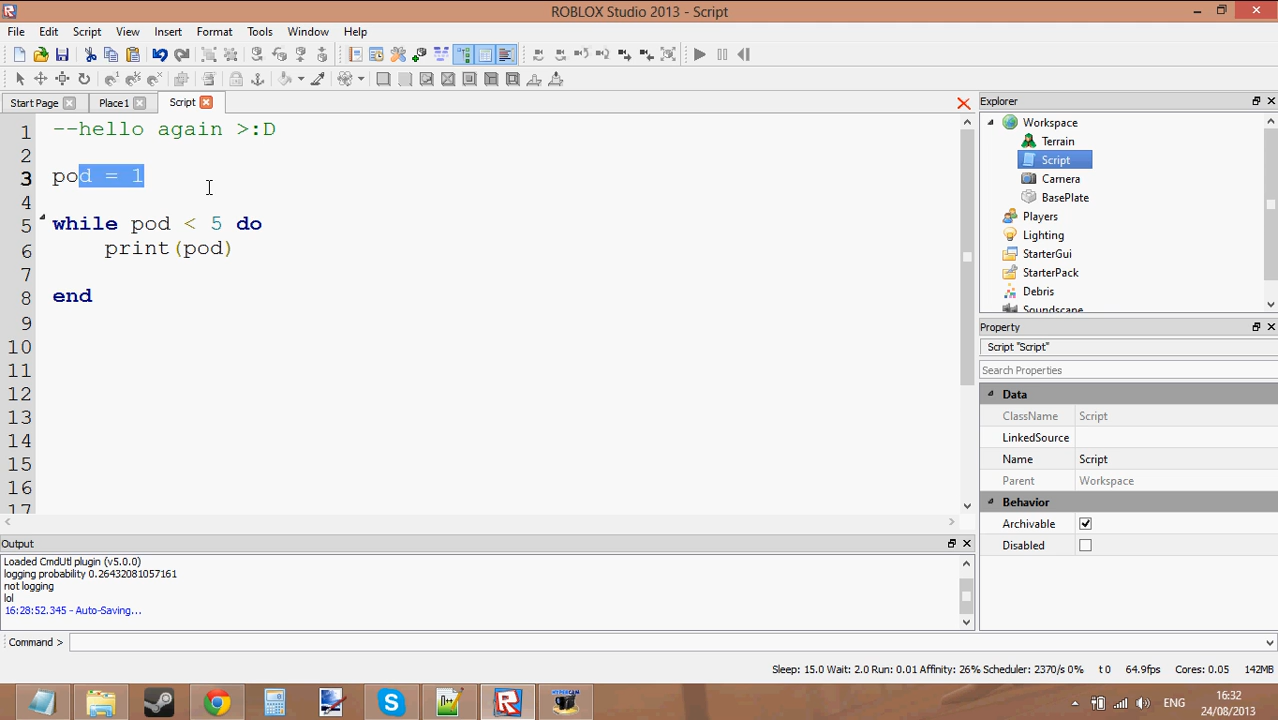 ROBLOX Studio 2013 - Script
File Edit Script View Insert Format Tools Window Help
Start Page Place1 Script
1 --hello again >:D
2
3 pod = 1
4
5 while pod < 5 do
6 print(pod)
7
8 end
9
10
11
12
13
14
15
16
17
Explorer
Workspace
Terrain
Script
Camera
BasePlate
Players
Lighting
StarterGui
StarterPack
Debris
Soundscape
Property
Script "Script"
Search Properties
Data
ClassName Script
LinkedSource
Name Script
Parent Workspace
Behavior
Archivable
Disabled
Output
Loaded CmdUtl plugin (v5.0.0)
logging probability 0.26432081057161
not logging
lol
16:28:52.345 - Auto-Saving...
Command >
Sleep: 15.0 Wait: 2.0 Run: 0.01 Affinity: 26% Scheduler: 2370/s 0% t 0 64.9fps Cores: 0.05 142MB
HYPERCAM
ENG
16:32
24/08/2013